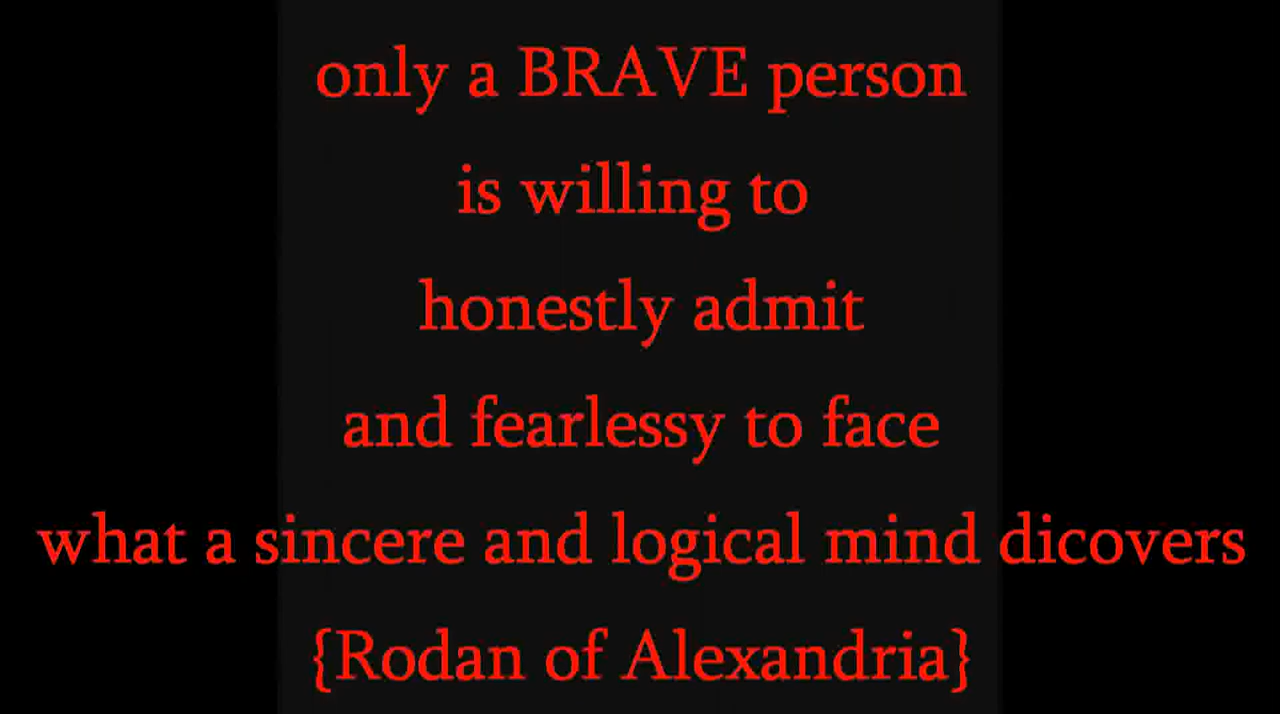 only a BRAVE person
is willing to
honestly admit
and fearlessy to face
what a sincere and logical mind dicovers
{Rodan of Alexandria}